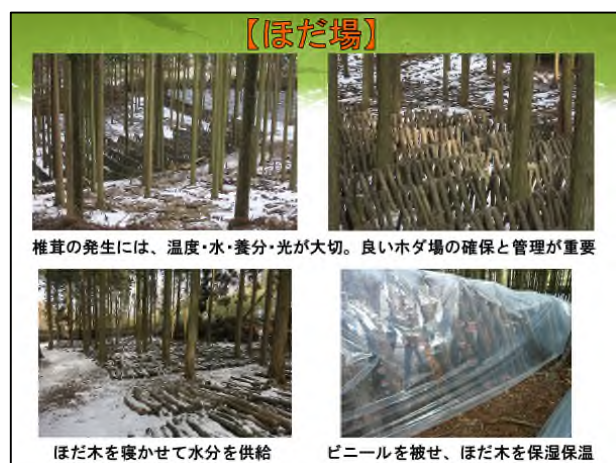 【ほだ場】
椎茸の発生には、温度・水・養分・光が大切。良いホダ場の確保と管理が重要
ほだ木を寝かせて水分を供給
ビニールを被せ、ほだ木を保湿保温